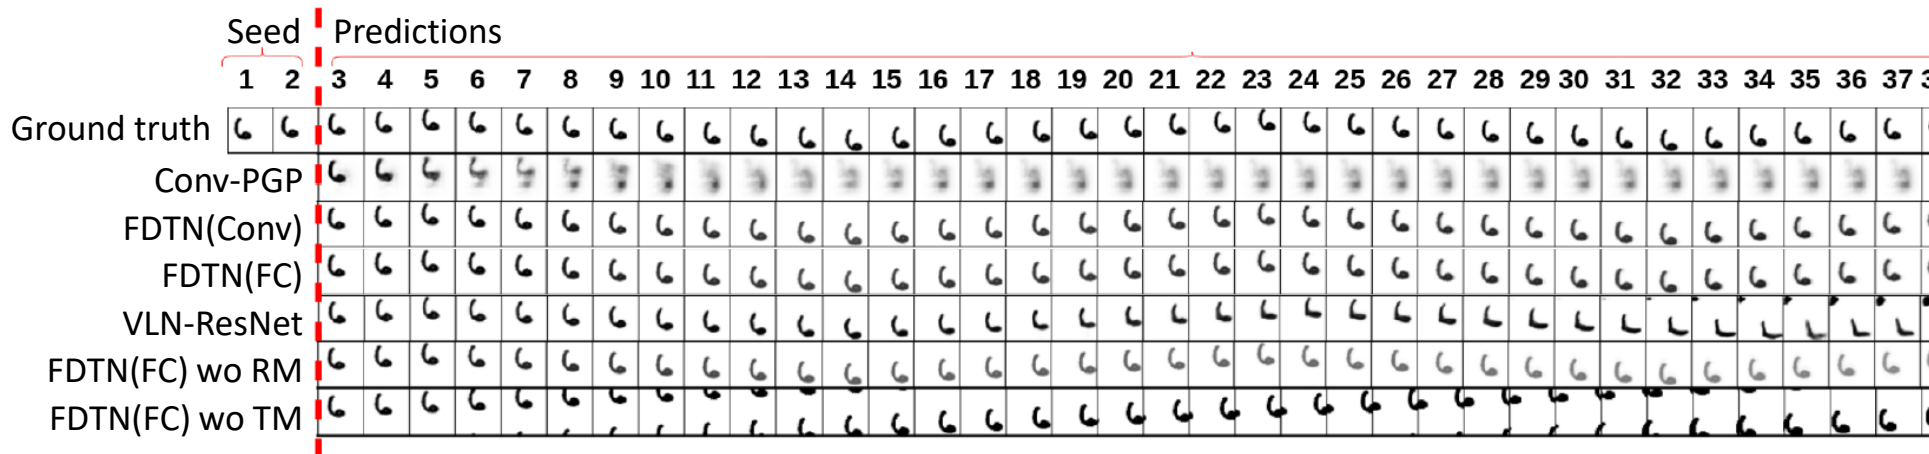 Seed Predictions
1 2 3 4 5 6 7 8 9 10 11 12 13 14 15 16 17 18 19 20 21 22 23 24 25 26 27 28 29 30 31 32 33 34 35 36 37
Ground truth
Conv-PGP
FDTN(Conv)
FDTN(FC)
VLN-ResNet
FDTN(FC) wo RM
FDTN(FC) wo TM